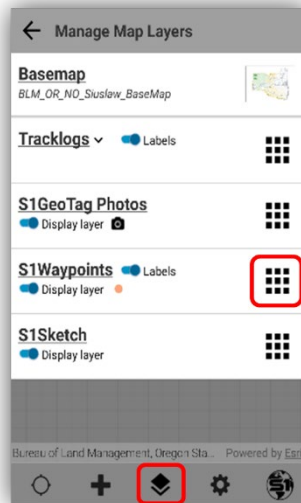 Manage Map Layers
Basemap
BLM_OR_NO_Siuslaw_BaseMap
Tracklogs Labels
S1GeoTag Photos
Display layer
S1Waypoints Labels
Display layer
S1Sketch
Display layer
Bureau of Land Management, Oregon Sta... Powered by Esri
S1